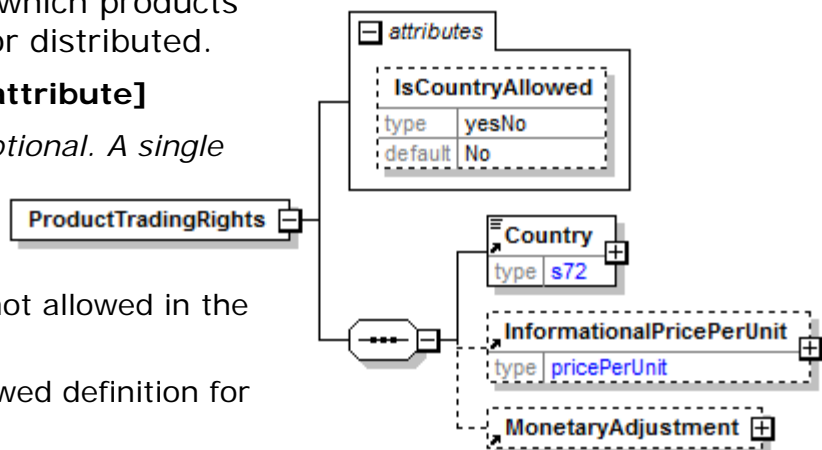 which products
or distributed.
attribute]
optional. A single
not allowed in the
owed definition for
attributes
IsCountryAllowed
type yesNo
default No
ProductTradingRights
Country
type s72
InformationalPricePerUnit
type pricePerUnit
MonetaryAdjustment